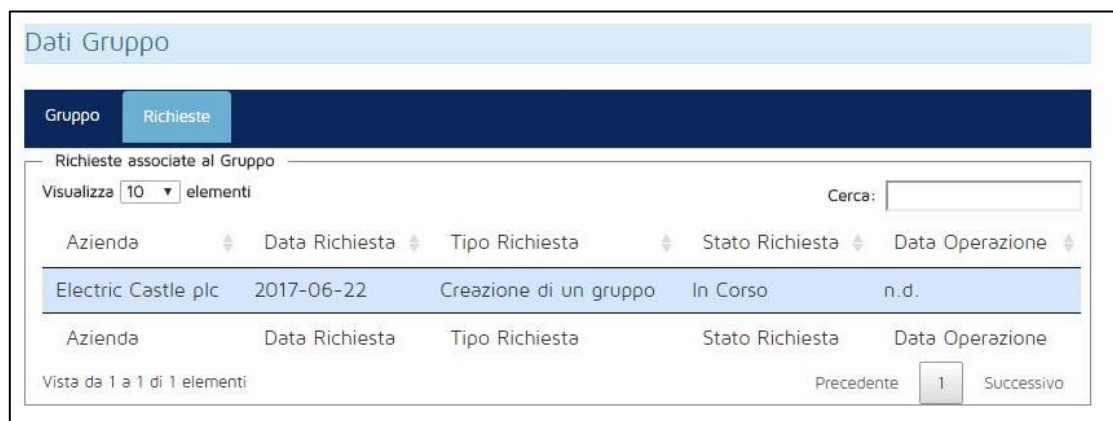 Dati Gruppo
Gruppo Richieste
Richieste associate al Gruppo
Visualizza 10 elementi Cerca:
Azienda Data Richiesta Tipo Richiesta Stato Richiesta Data Operazione
Electric Castle plc 2017-06-22 Creazione di un gruppo In Corso n.d.
Azienda Data Richiesta Tipo Richiesta Stato Richiesta Data Operazione
Vista da 1 a 1 di 1 elementi Precedente 1 Successivo